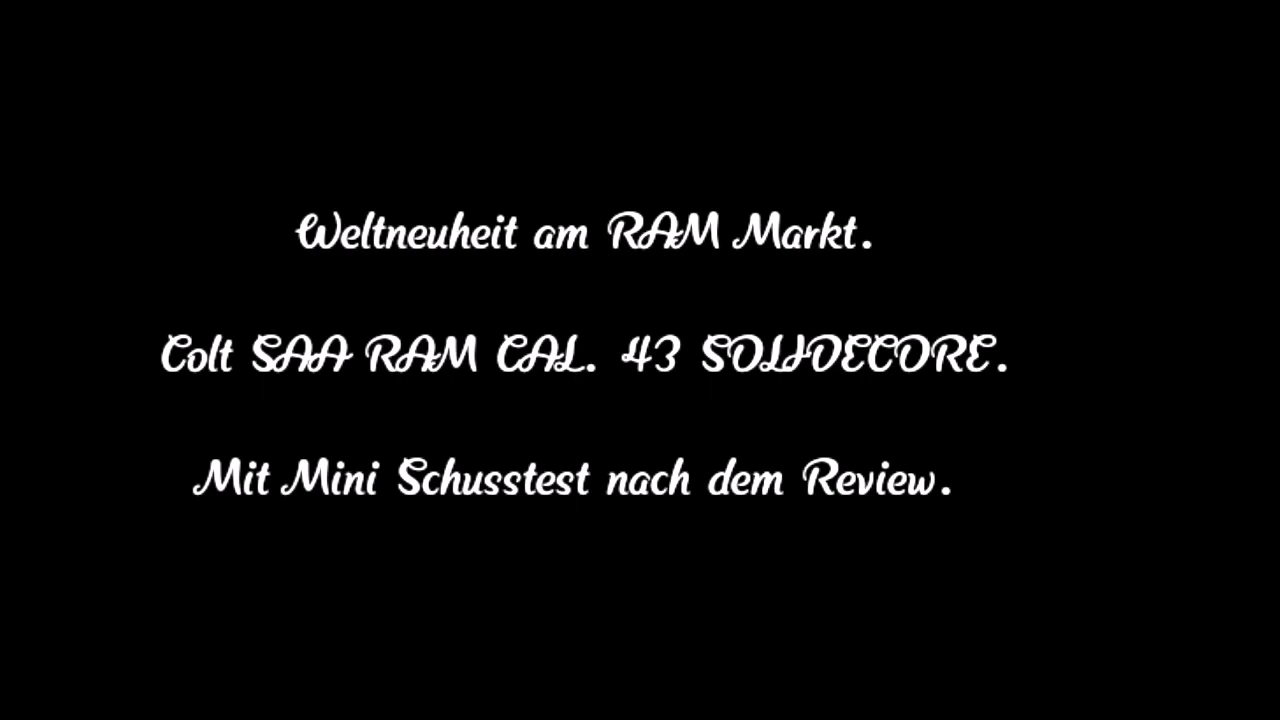 Weltneuheit am RAM Markt.
Colt SAA RAM CAL. 43 SOLIDECORE.
Mit Mini Schusstest nach dem Review.